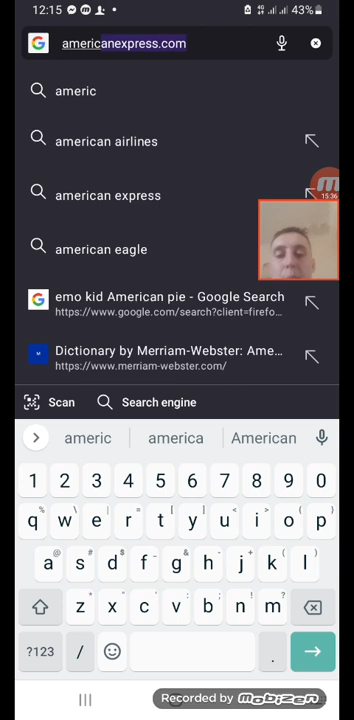 12:15
43%
americanexpress.com
americ
american airlines
american express
15:36
american eagle
emo kid American pie - Google Search
https://www.google.com/search?client=firefo...
Dictionary by Merriam-Webster: Ame...
https://www.merriam-webster.com/
Scan
Search engine
americ america American
1 2 3 4 5 6 7 8 9 0
q w e r t y u i o p
a s d f g h j k l
z x c v b n m
?123 / .
Recorded by mobizen